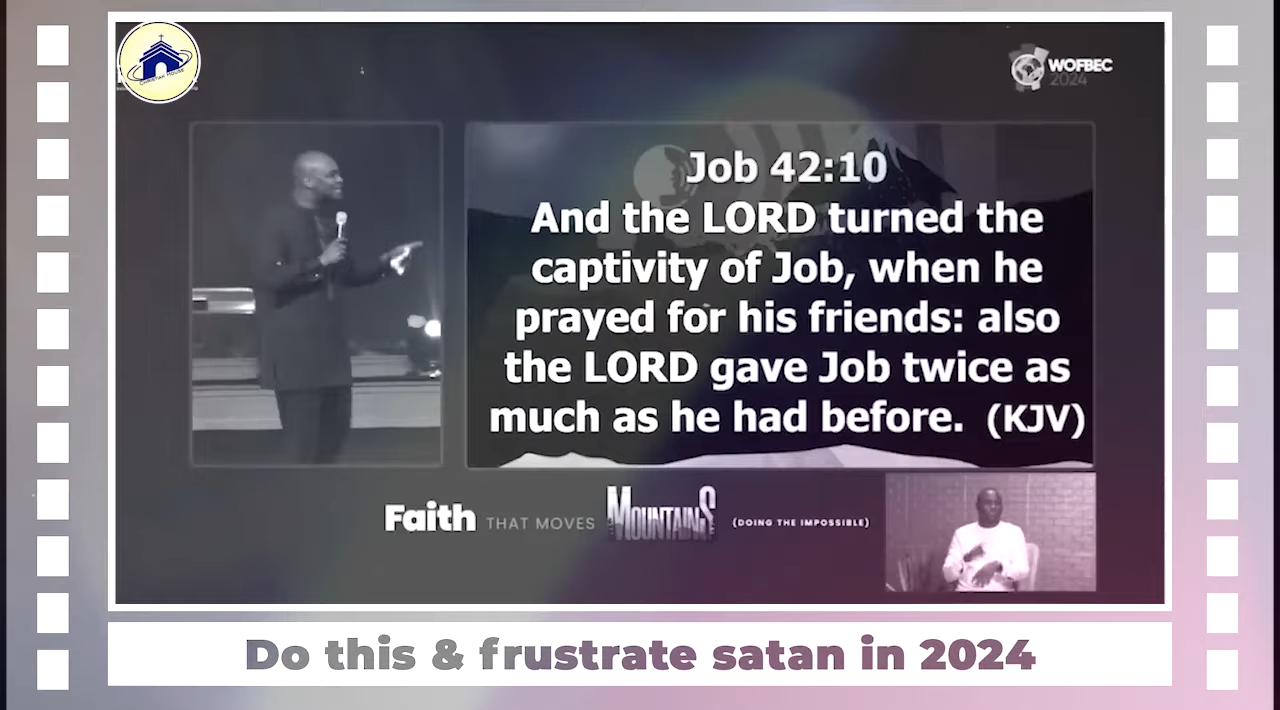 CHRISTIAN HOUSE
WOFBEC
2024
Job 42:10
And the LORD turned the
captivity of Job, when he
prayed for his friends: also
the LORD gave Job twice as
much as he had before. (KJV)
Faith THAT MOVES MOUNTAINS (DOING THE IMPOSSIBLE)
Do this & frustrate satan in 2024